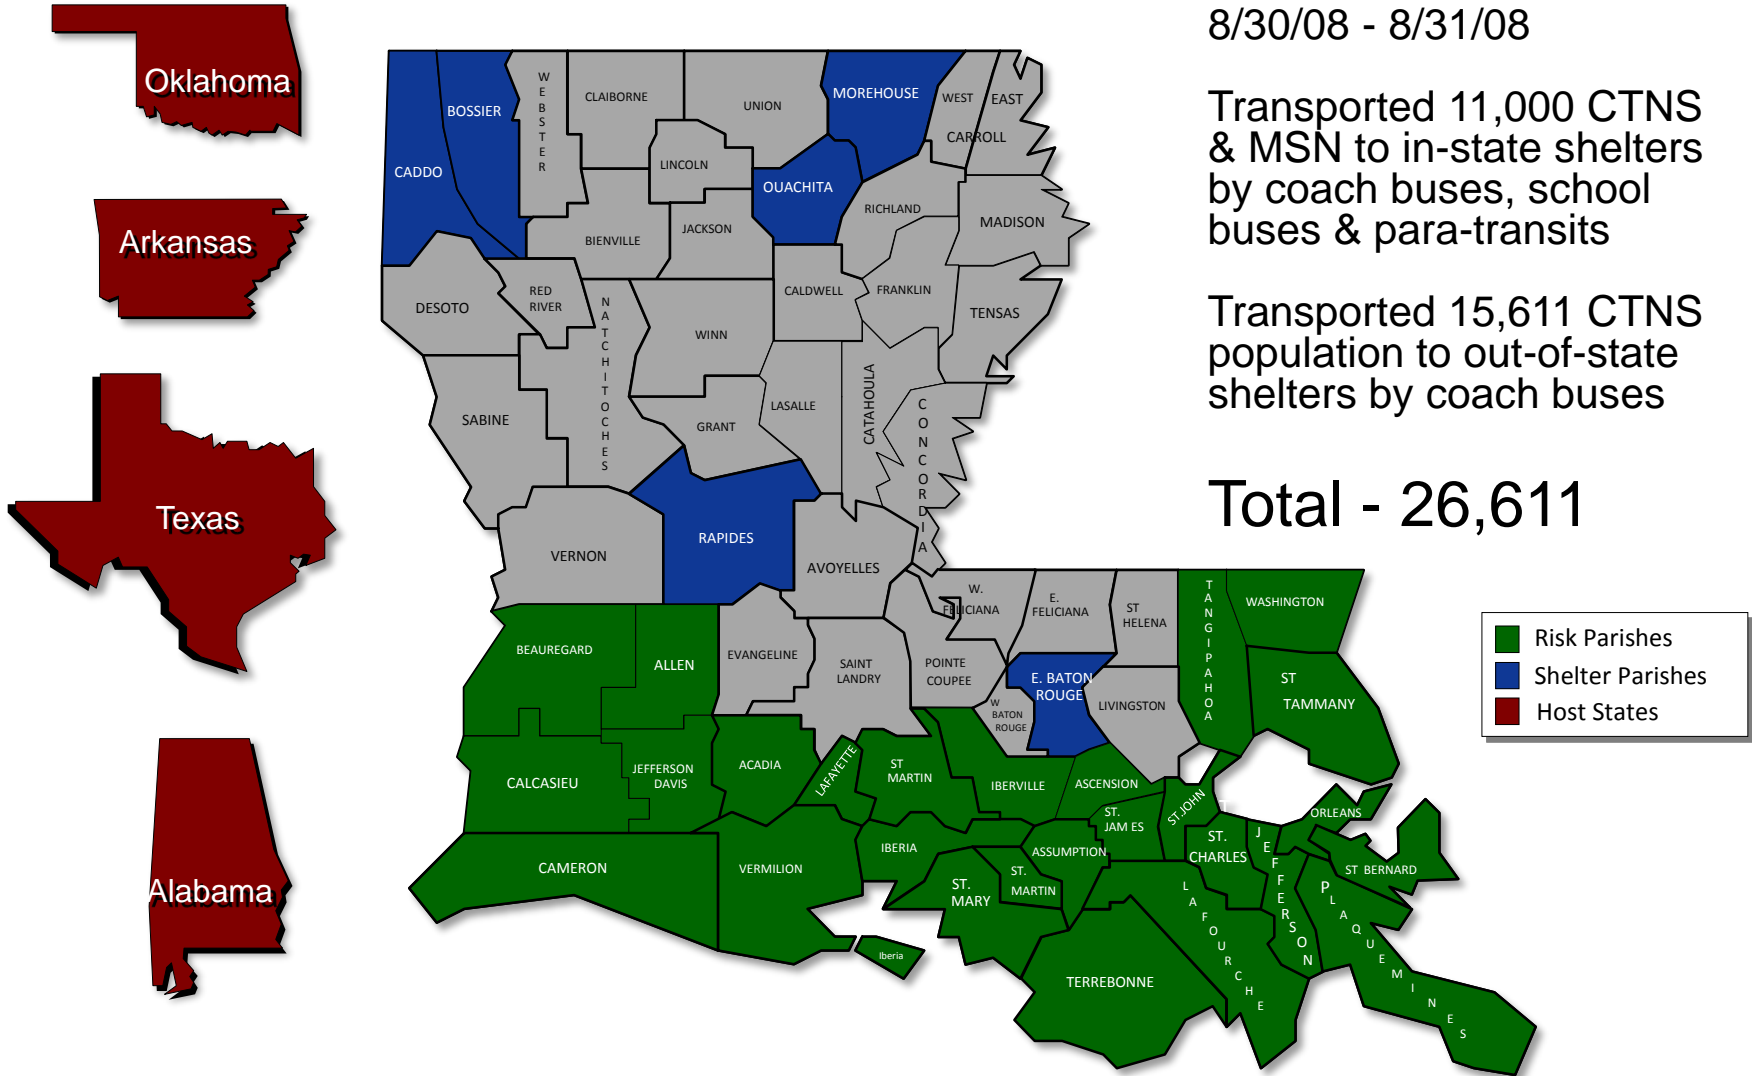 8/30/08 - 8/31/08
Transported 11,000 CTNS
& MSN to in-state shelters
by coach buses, school
buses & para-transits
Transported 15,611 CTNS
population to out-of-state
shelters by coach buses
Total - 26,611
Risk Parishes
Shelter Parishes
Host States
Oklahoma
Arkansas
Texas
Alabama
CADDO
BOSSIER
WEBSTER
CLAIBORNE
UNION
MOREHOUSE
WEST
EAST
CARROLL
LINCOLN
OUACHITA
RICHLAND
MADISON
BIENVILLE
JACKSON
DESOTO
RED
RIVER
NATCHITOCHES
WINN
CALDWELL
FRANKLIN
TENSAS
SABINE
GRANT
LASALLE
CATAHOULA
CONCORDIA
VERNON
RAPIDES
AVOYELLES
W.
FELICIANA
E.
FELICIANA
ST
HELENA
TANGIPAHOA
WASHINGTON
BEAUREGARD
ALLEN
EVANGELINE
SAINT
LANDRY
POINTE
COUPEE
E. BATON
ROUGE
W
BATON
ROUGE
LIVINGSTON
ST
TAMMANY
CALCASIEU
JEFFERSON
DAVIS
ACADIA
LAFAYETTE
ST
MARTIN
IBERVILLE
ASCENSION
ST.JOHN
T
ST.
JAM ES
ORLEANS
CAMERON
VERMILION
IBERIA
ASSUMPTION
ST.
CHARLES
JEFFERSON
ST BERNARD
ST.
MARY
ST.
MARTIN
LAFOURCHE
PLAQUEMINES
Iberia
TERREBONNE